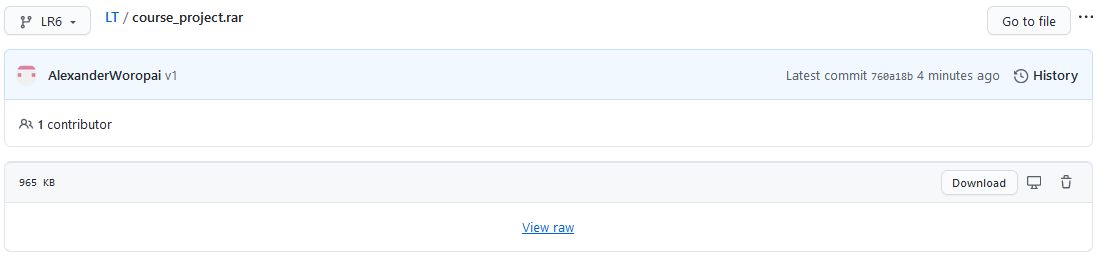 LR6 LT / course_project.rar Go to file ...
AlexanderWoropai v1 Latest commit 760a18b 4 minutes ago History
1 contributor
965 KB Download
View raw